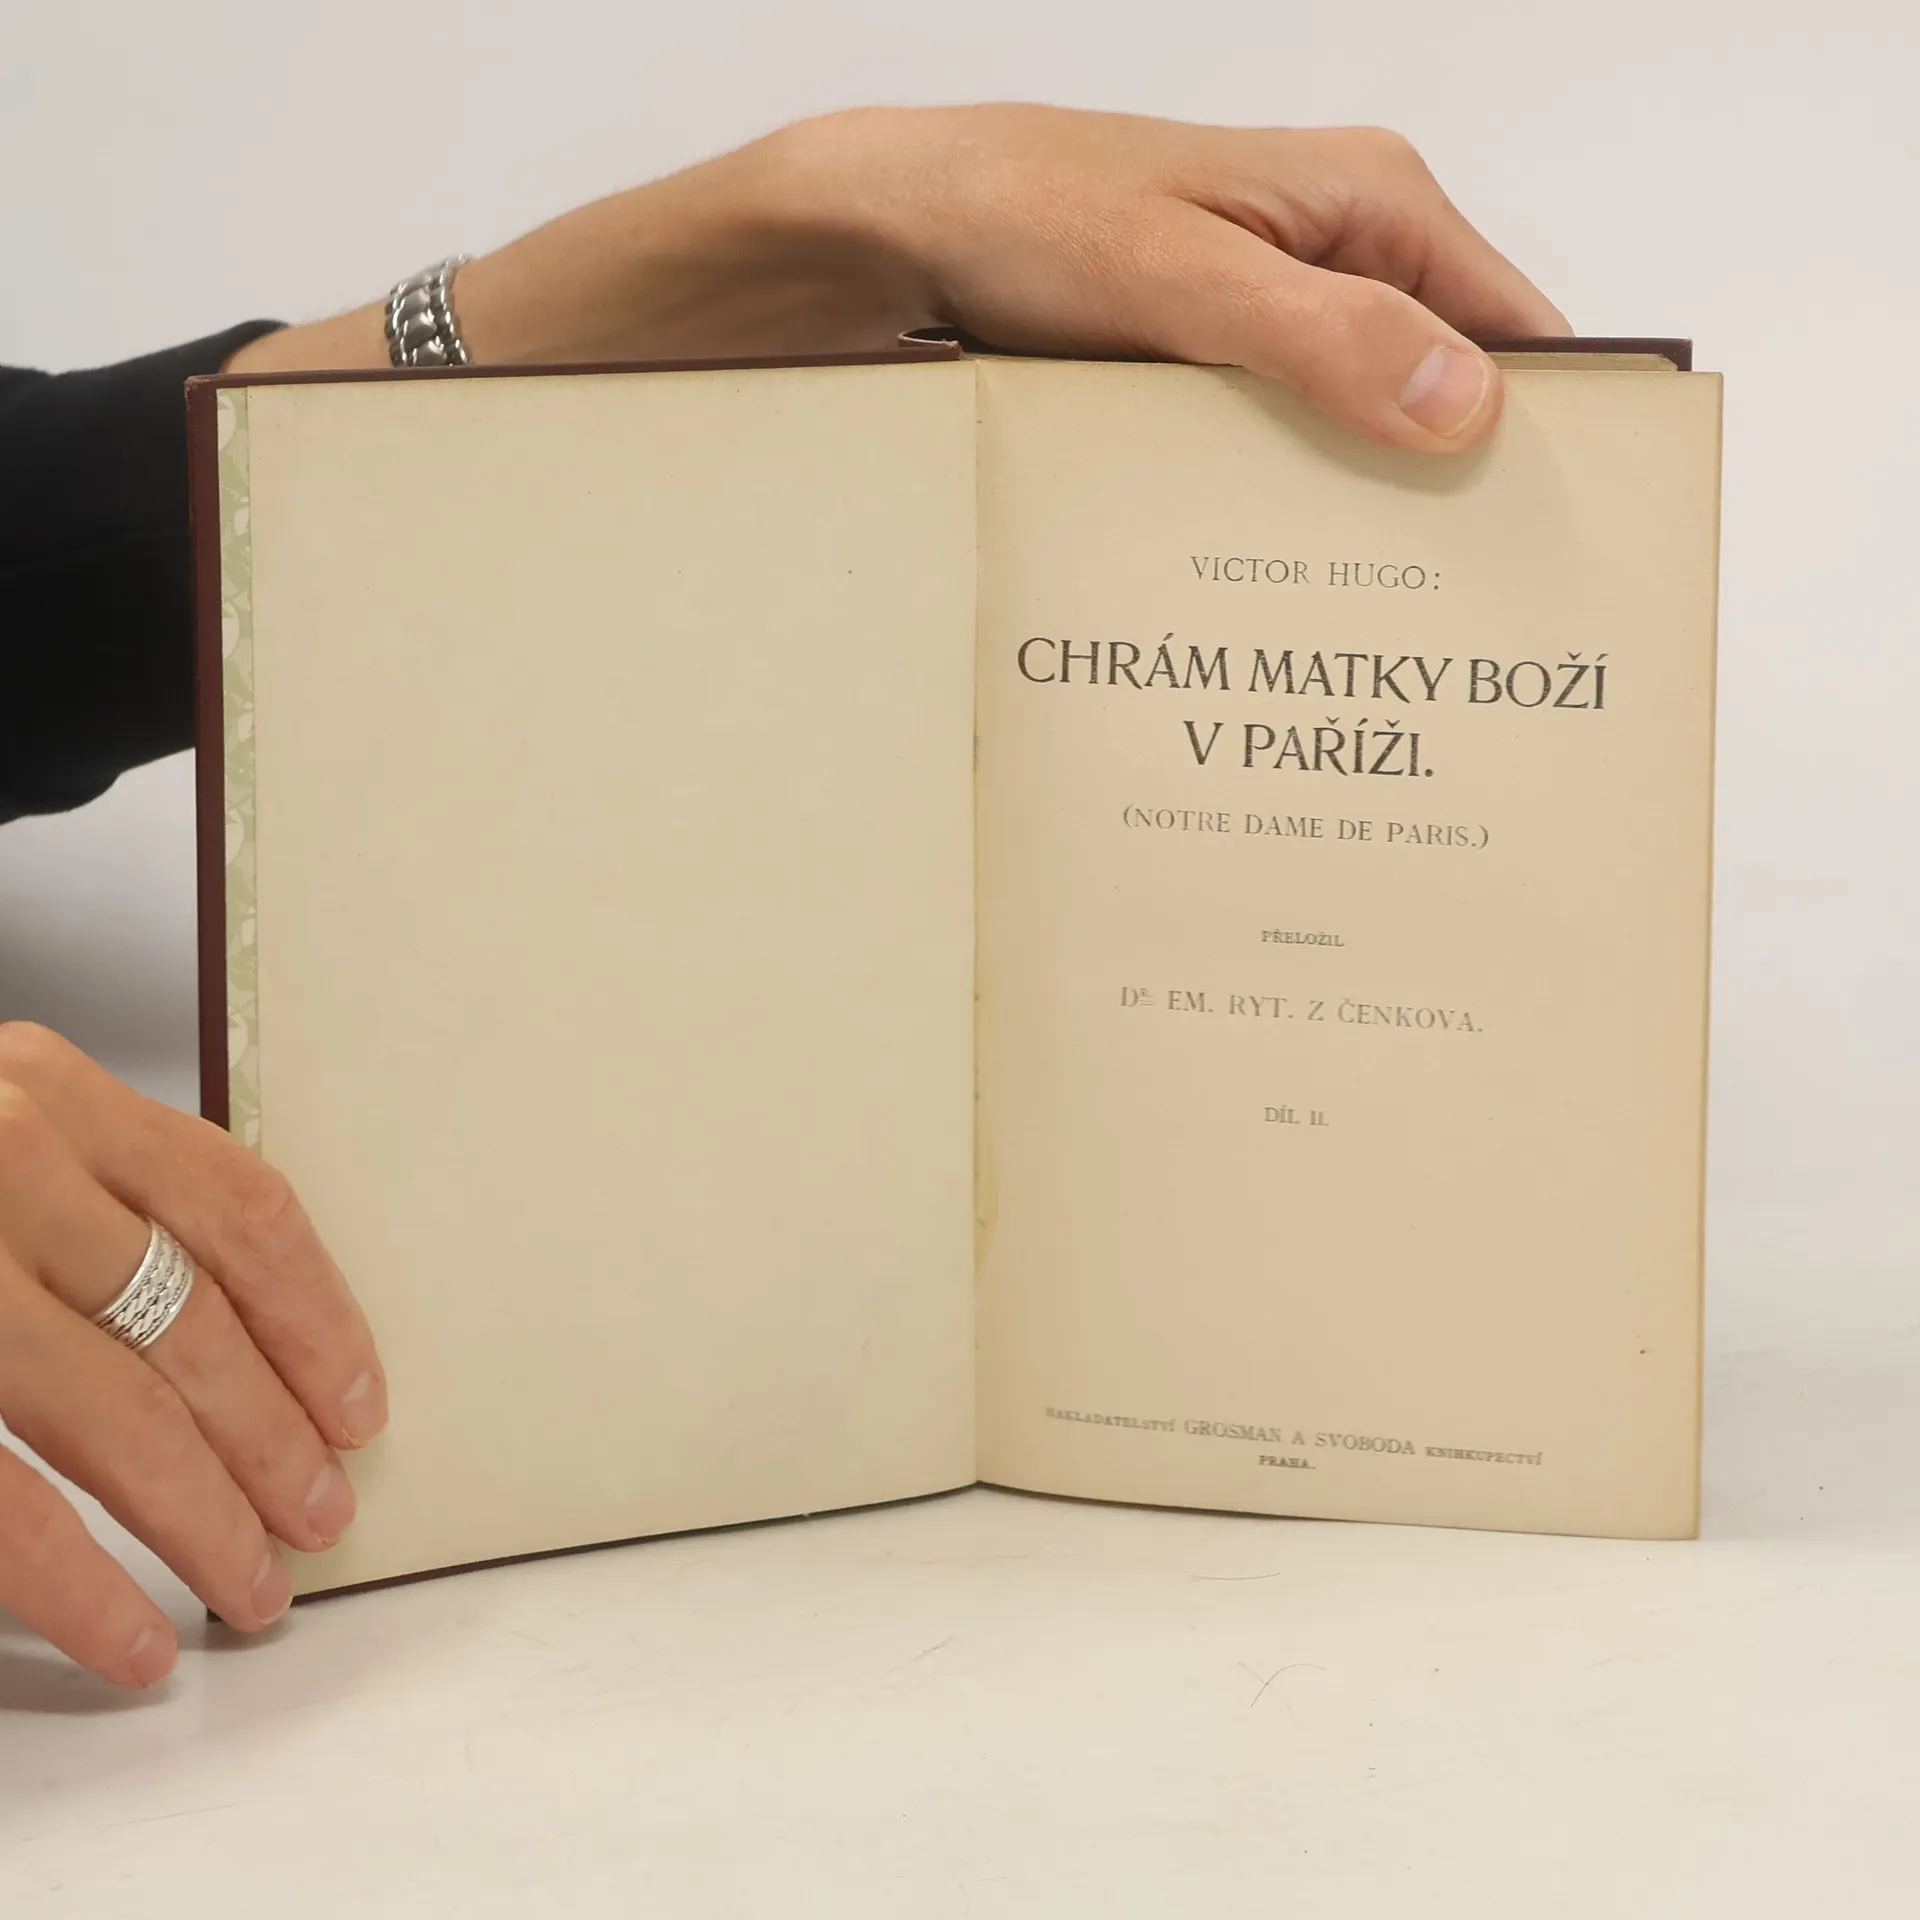 VICTOR HUGO:
CHRÁM MATKY BOŽÍ
V PAŘÍŽI.
(NOTRE DAME DE PARIS.)
PŘELOŽIL
DR. EM. RYT. Z ČENKOVA.
DÍL II.
NAKLADATELSTVÍ GROSMAN A SVOBODA KNIHKUPECTVÍ
PRAHA.